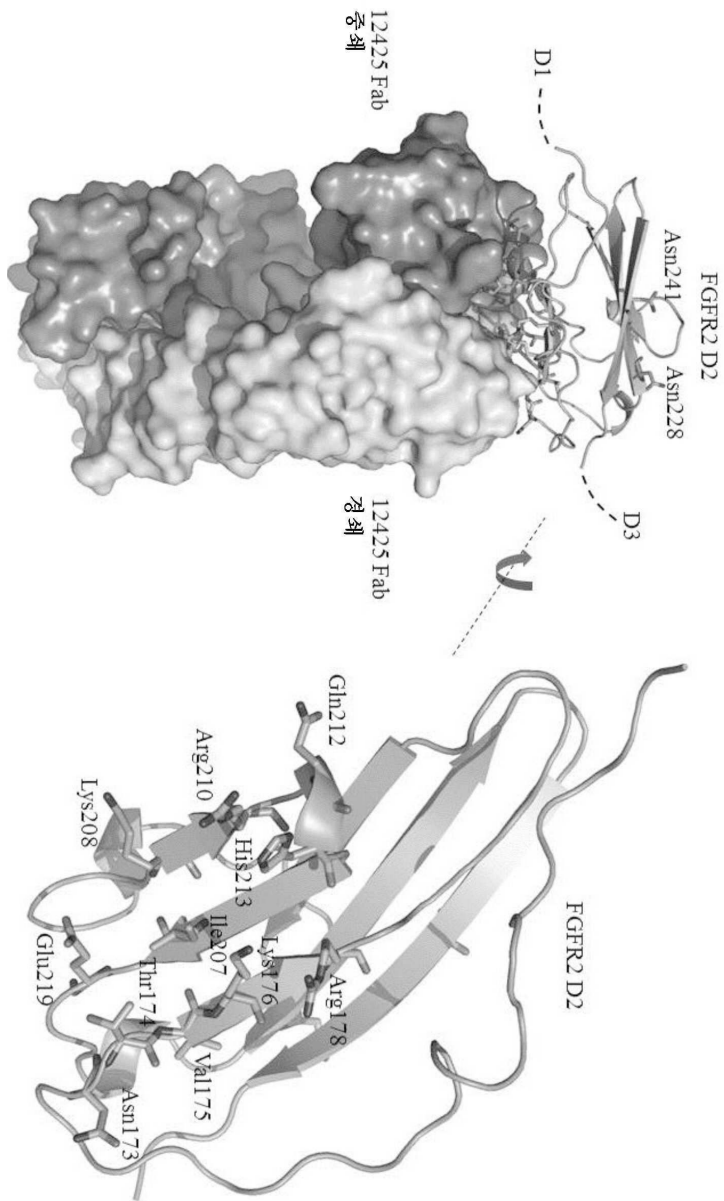 FGFR2 D2
Asn241
Asn228
D1
D3
12425 Fab
중쇄
12425 Fab
경쇄
FGFR2 D2
Gln212
Arg210
Lys208
His213
Arg178
Lys176
Ile207
Glu219
Thr174
Val175
Asn173